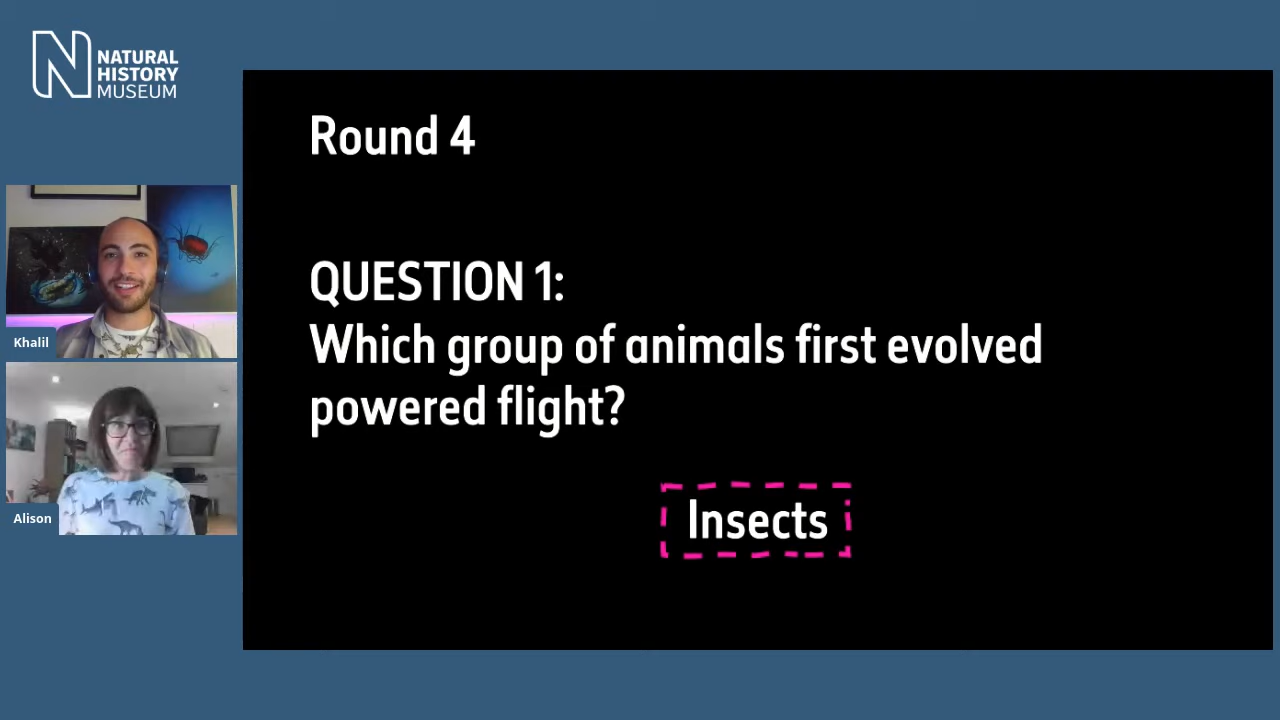 NATURAL
HISTORY
MUSEUM
Round 4
QUESTION 1:
Which group of animals first evolved
powered flight?
Insects
Khalil
Alison